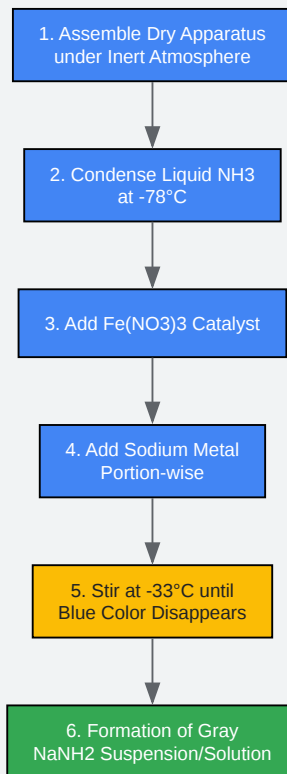 1. Assemble Dry Apparatus
under Inert Atmosphere
2. Condense Liquid NH3
at -78°C
3. Add Fe(NO3)3 Catalyst
4. Add Sodium Metal
Portion-wise
5. Stir at -33°C until
Blue Color Disappears
6. Formation of Gray
NaNH2 Suspension/Solution